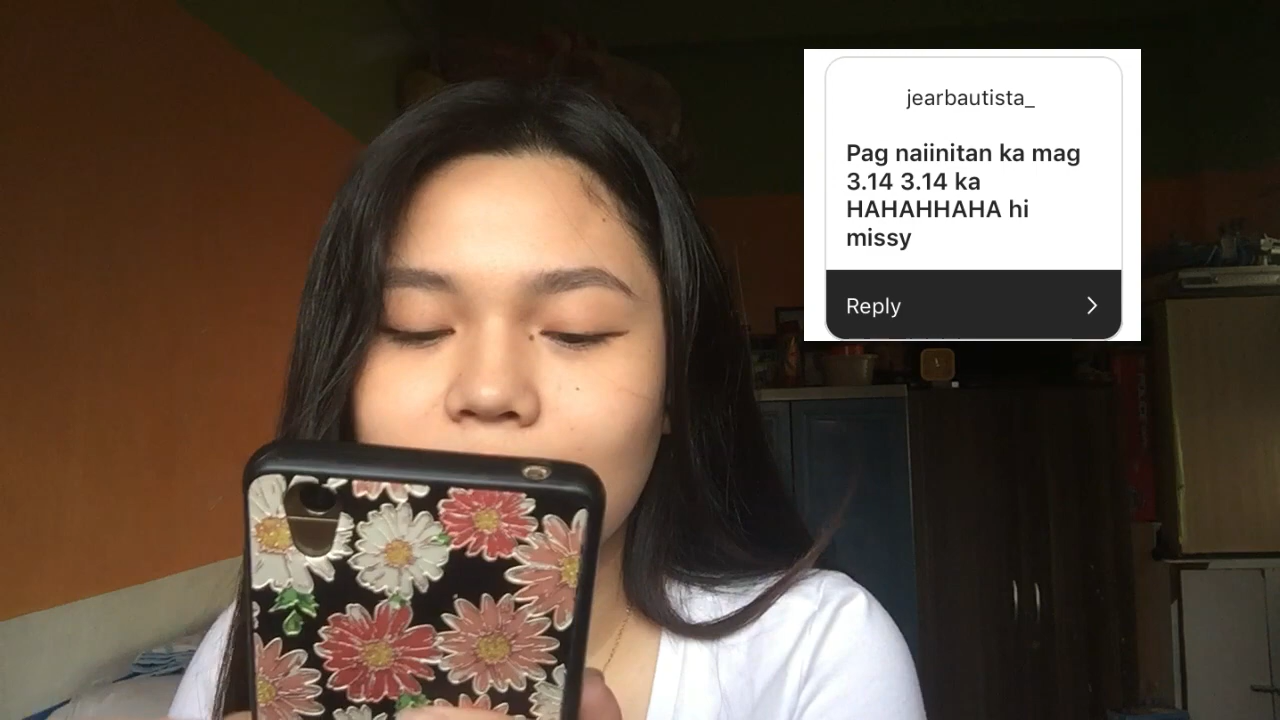 jearbautista_
Pag naiinitan ka mag
3.14 3.14 ka
HAHAHHAHA hi
missy
Reply